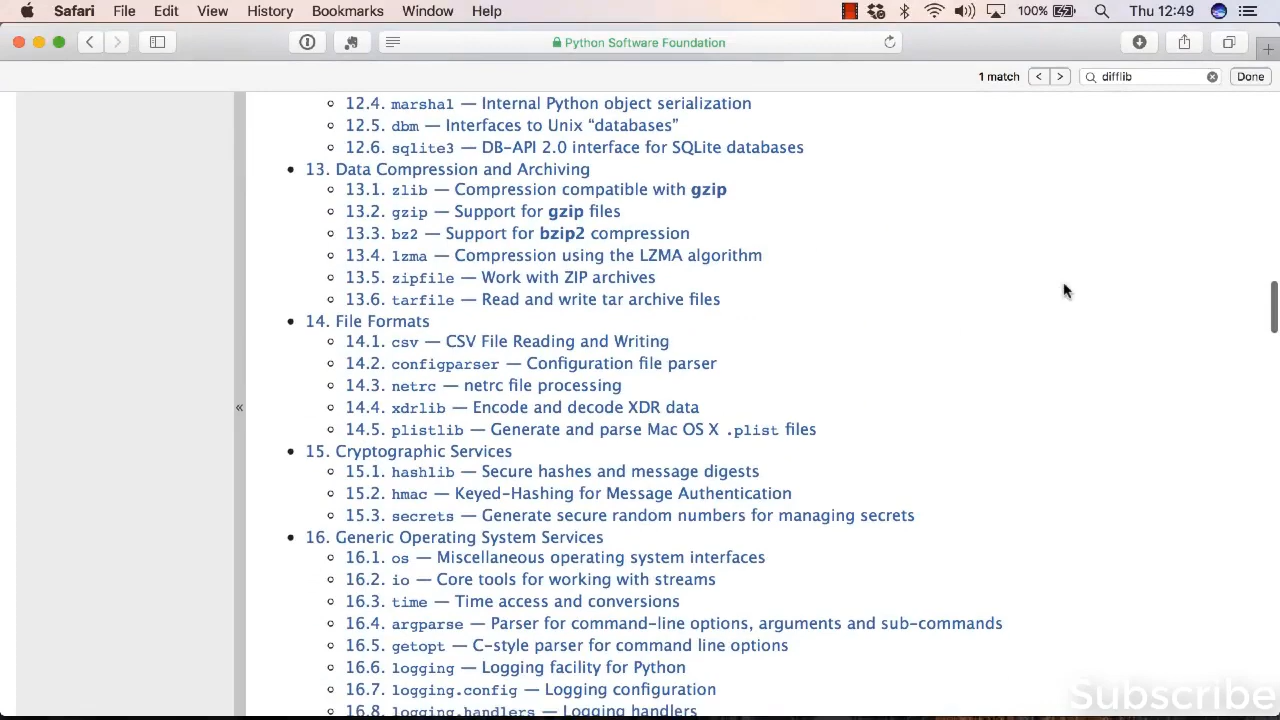 Safari File Edit View History Bookmarks Window Help 100% Thu 12:49
Python Software Foundation
1 match difflib Done
12.4. marshal — Internal Python object serialization
12.5. dbm — Interfaces to Unix “databases”
12.6. sqlite3 — DB-API 2.0 interface for SQLite databases
13. Data Compression and Archiving
13.1. zlib — Compression compatible with gzip
13.2. gzip — Support for gzip files
13.3. bz2 — Support for bzip2 compression
13.4. lzma — Compression using the LZMA algorithm
13.5. zipfile — Work with ZIP archives
13.6. tarfile — Read and write tar archive files
14. File Formats
14.1. csv — CSV File Reading and Writing
14.2. configparser — Configuration file parser
14.3. netrc — netrc file processing
14.4. xdrlib — Encode and decode XDR data
«
14.5. plistlib — Generate and parse Mac OS X .plist files
15. Cryptographic Services
15.1. hashlib — Secure hashes and message digests
15.2. hmac — Keyed-Hashing for Message Authentication
15.3. secrets — Generate secure random numbers for managing secrets
16. Generic Operating System Services
16.1. os — Miscellaneous operating system interfaces
16.2. io — Core tools for working with streams
16.3. time — Time access and conversions
16.4. argparse — Parser for command-line options, arguments and sub-commands
16.5. getopt — C-style parser for command line options
16.6. logging — Logging facility for Python
16.7. logging.config — Logging configuration
16.8. logging.handlers — Logging handlers
Subscribe